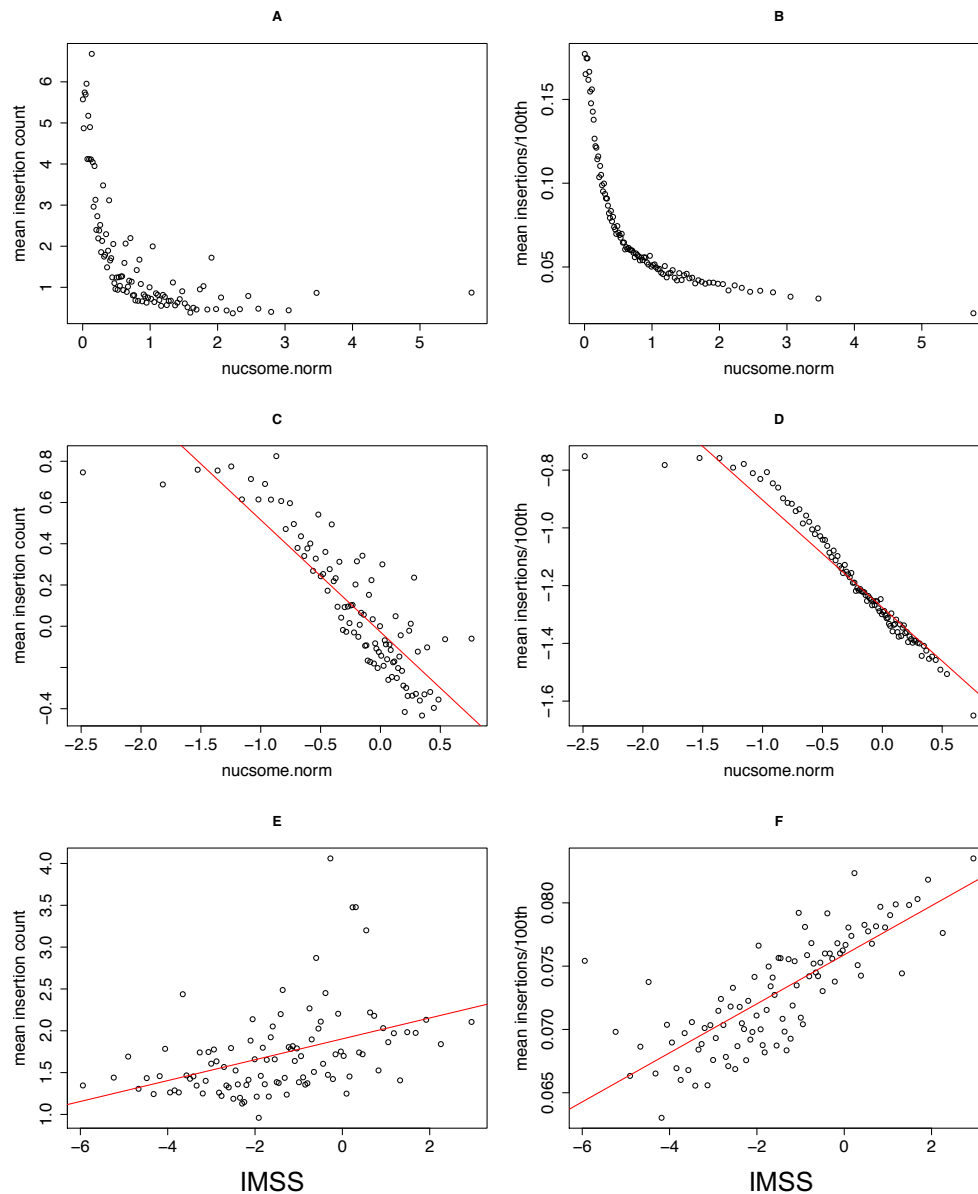 A
mean insertion count
1 2 3 4 5 6
0 1 2 3 4 5
nucsome.norm
B
mean insertions/100th
0.05 0.10 0.15
0 1 2 3 4 5
nucsome.norm
C
mean insertion count
−0.4 0.0 0.4 0.8
−2.5 −2.0 −1.5 −1.0 −0.5 0.0 0.5
nucsome.norm
D
mean insertions/100th
−1.6 −1.4 −1.2 −1.0 −0.8
−2.5 −2.0 −1.5 −1.0 −0.5 0.0 0.5
nucsome.norm
E
mean insertion count
1.0 1.5 2.0 2.5 3.0 3.5 4.0
−6 −4 −2 0 2
IMSS
F
mean insertions/100th
0.065 0.070 0.075 0.080
−6 −4 −2 0 2
IMSS